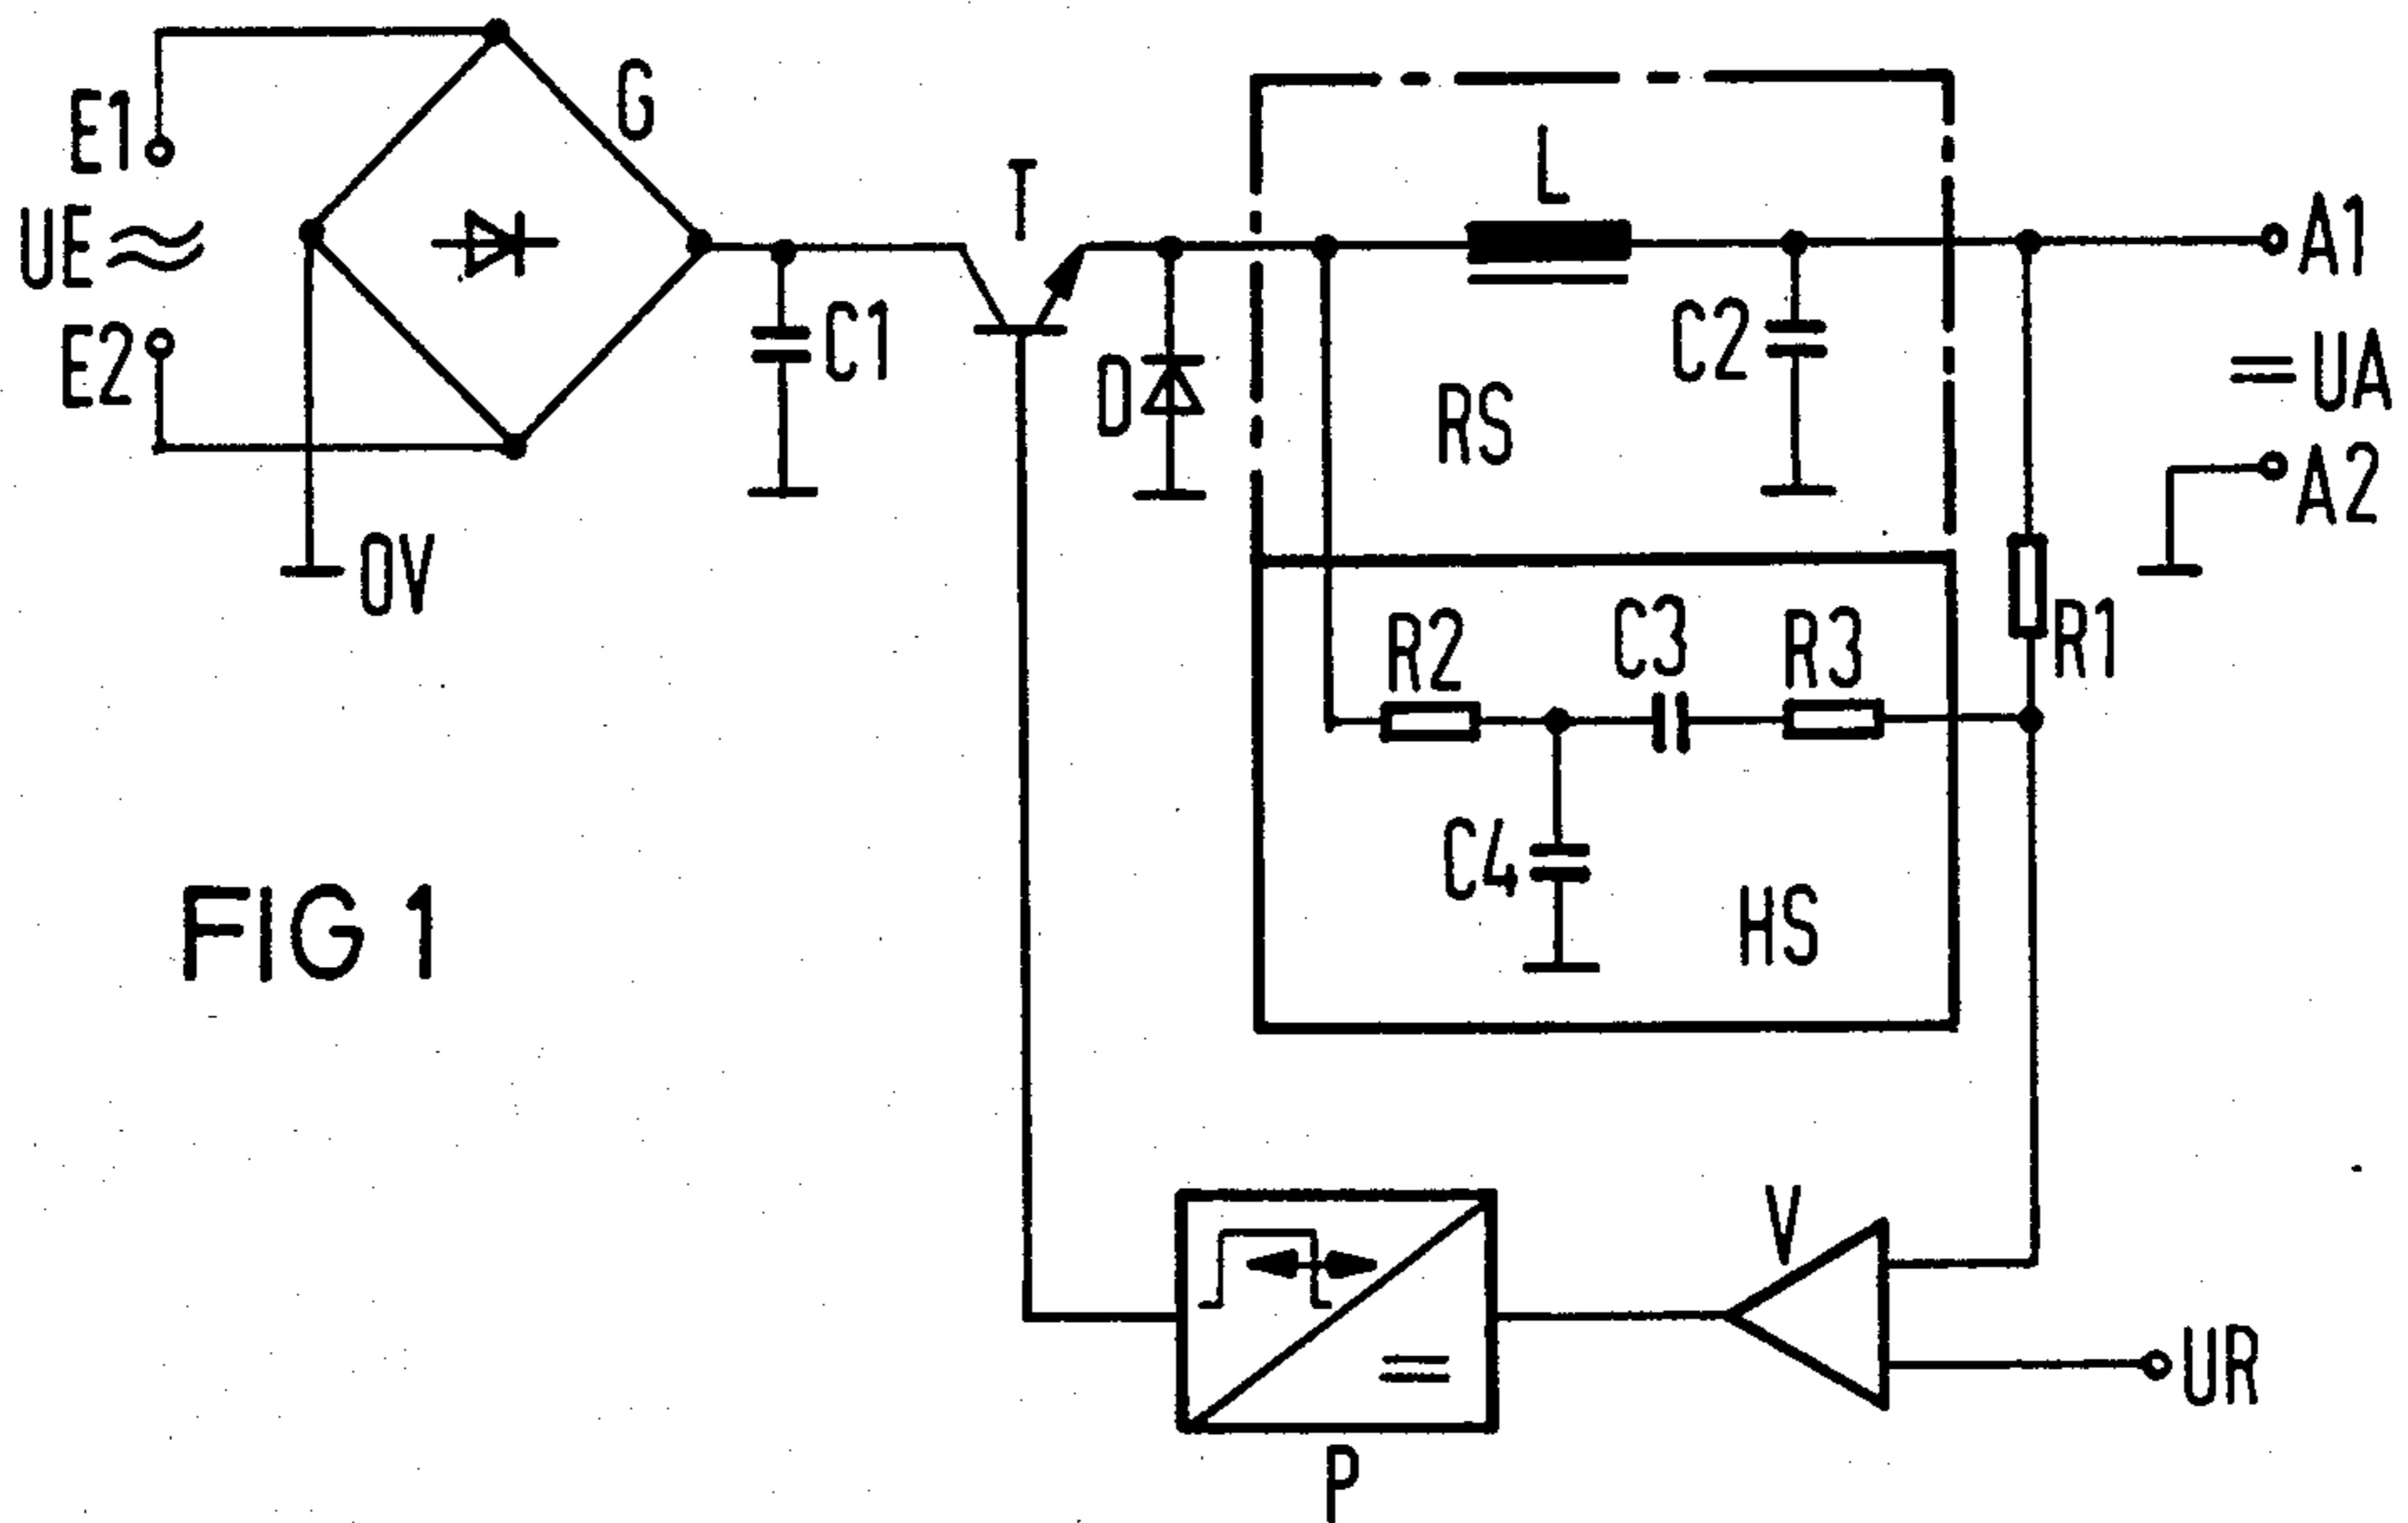 E1
UE
E2
G
0V
C1
T
D
L
RS
C2
A1
= UA
A2
R1
R2
C3
R3
C4
HS
FIG 1
V
UR
=
P